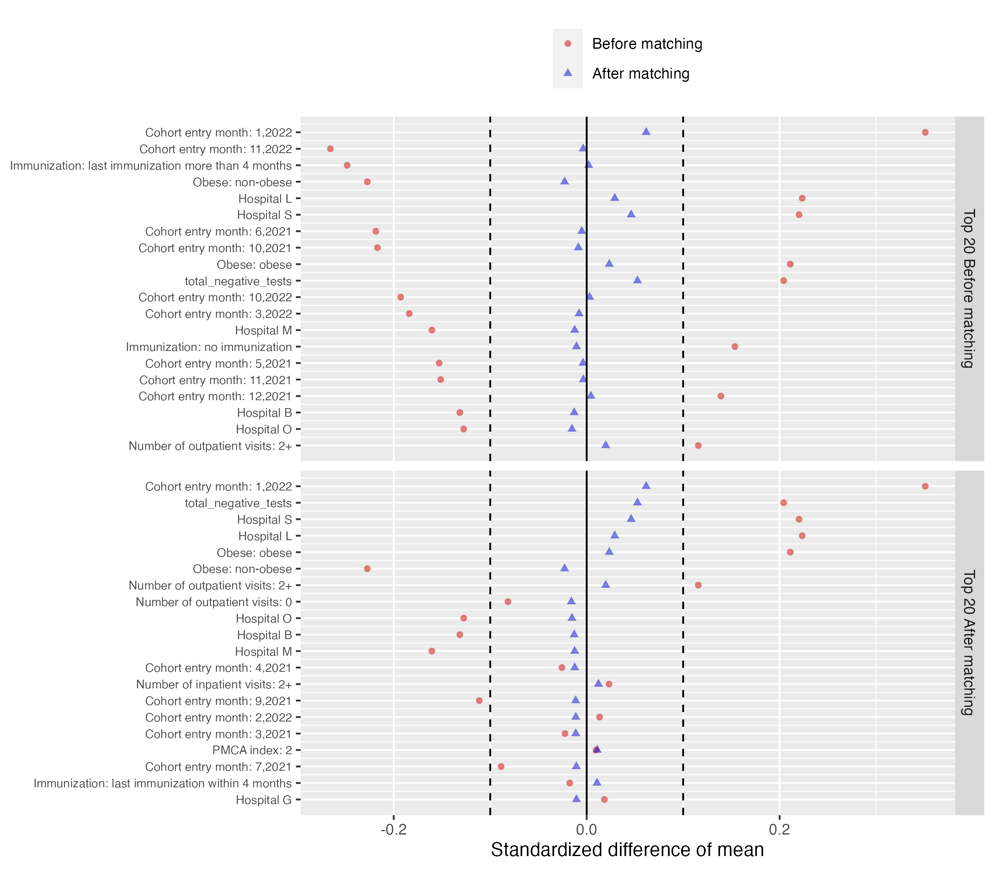 Before matching
After matching
Cohort entry month: 1,2022
Cohort entry month: 11,2022
Immunization: last immunization more than 4 months
Obese: non-obese
Hospital L
Hospital S
Cohort entry month: 6,2021
Cohort entry month: 10,2021
Obese: obese
total_negative_tests
Cohort entry month: 10,2022
Cohort entry month: 3,2022
Hospital M
Immunization: no immunization
Cohort entry month: 5,2021
Cohort entry month: 11,2021
Cohort entry month: 12,2021
Hospital B
Hospital O
Number of outpatient visits: 2+
Top 20 Before matching
Cohort entry month: 1,2022
total_negative_tests
Hospital S
Hospital L
Obese: obese
Obese: non-obese
Number of outpatient visits: 2+
Number of outpatient visits: 0
Hospital O
Hospital B
Hospital M
Cohort entry month: 4,2021
Number of inpatient visits: 2+
Cohort entry month: 9,2021
Cohort entry month: 2,2022
Cohort entry month: 3,2021
PMCA index: 2
Cohort entry month: 7,2021
Immunization: last immunization within 4 months
Hospital G
Top 20 After matching
-0.2 0.0 0.2
Standardized difference of mean